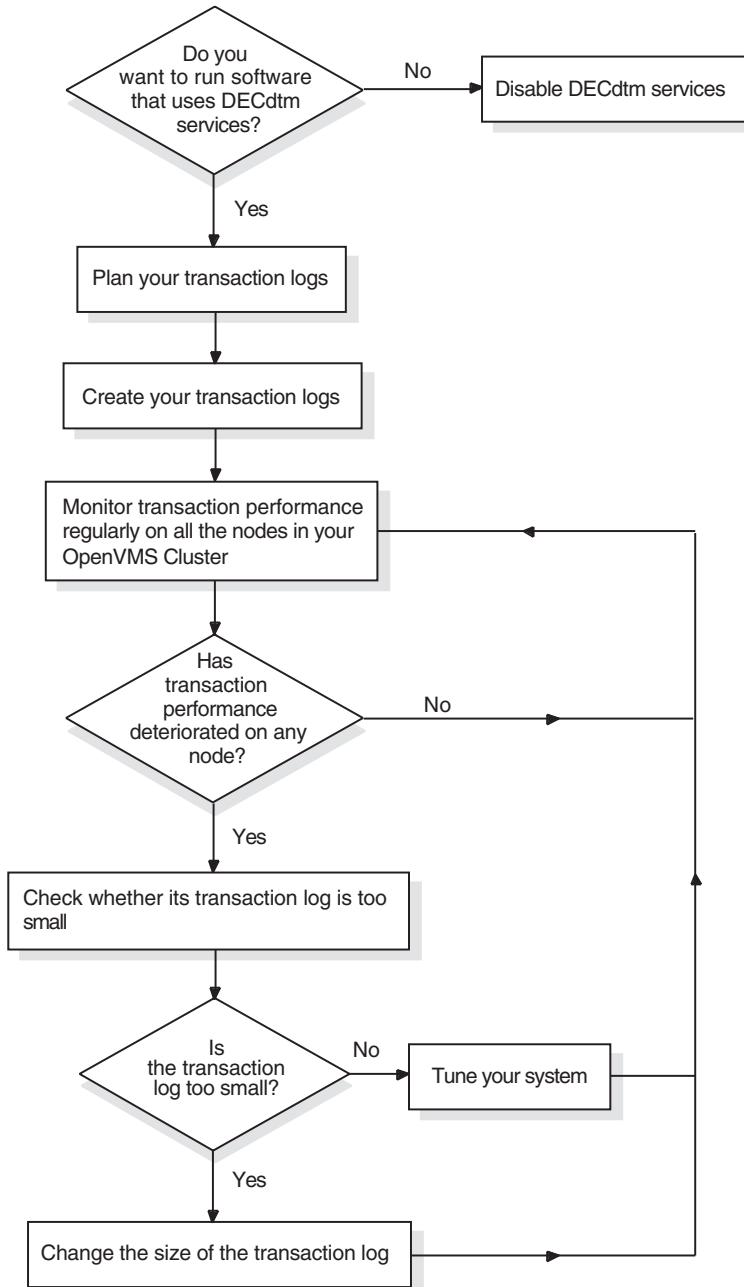 Do you
want to run software
that uses DECdtm
services?
No
Disable DECdtm services
Yes
Plan your transaction logs
Create your transaction logs
Monitor transaction performance
regularly on all the nodes in your
OpenVMS Cluster
Has
transaction
performance
deteriorated on any
node?
No
Yes
Check whether its transaction log is too
small
Is
the transaction
log too small?
No
Tune your system
Yes
Change the size of the transaction log